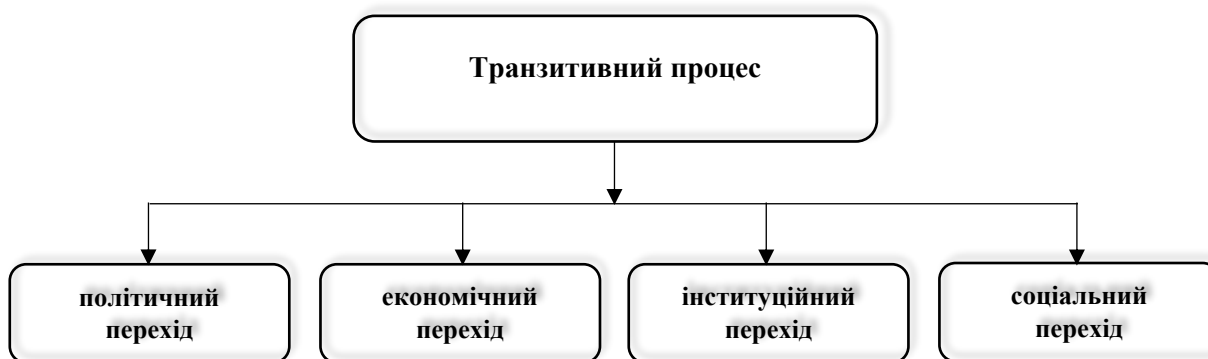 Транзитивний процес
політичний
перехід
економічний
перехід
інституційний
перехід
соціальний
перехід